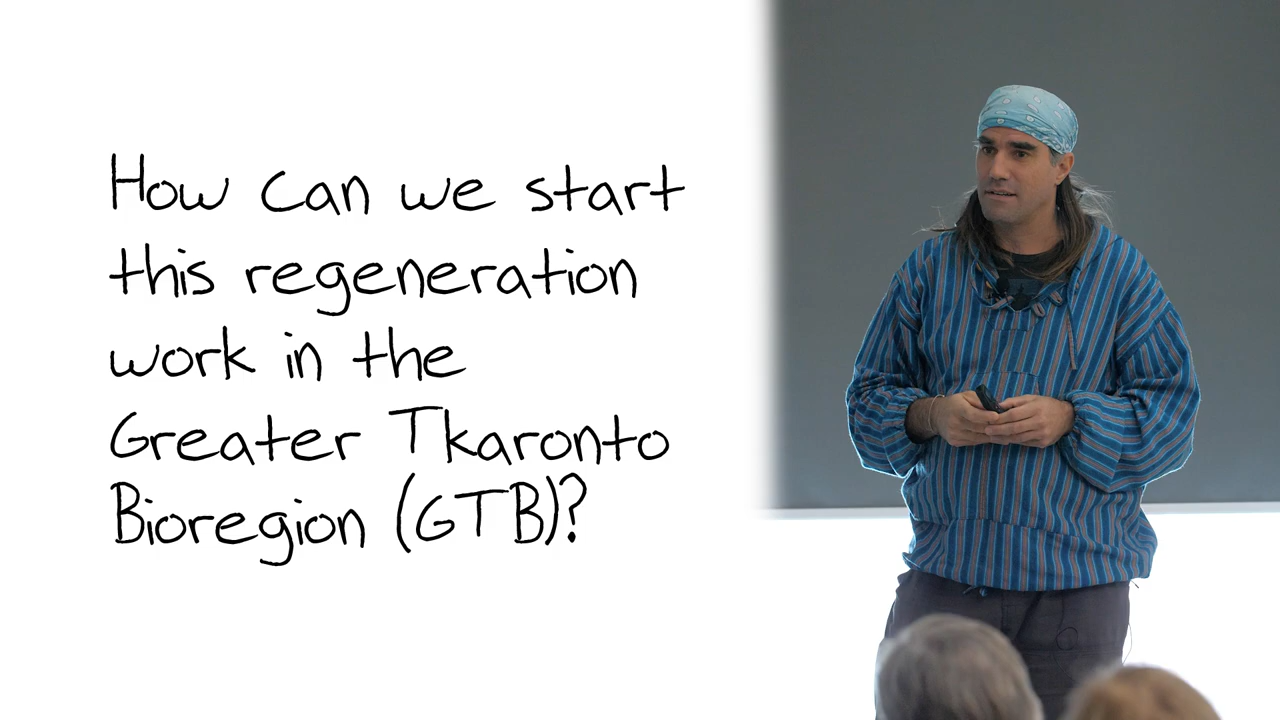 How can we start
this regeneration
work in the
Greater Tkaronto
Bioregion (GTB)?